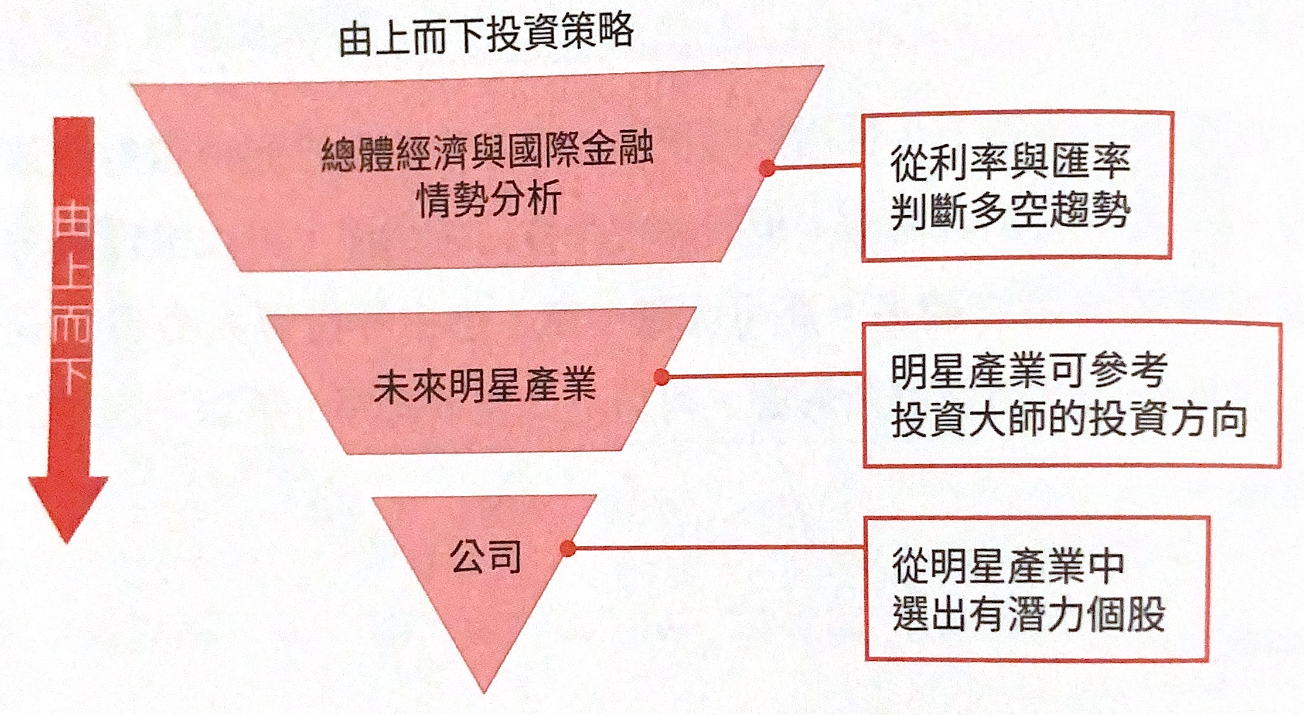 由上而下投資策略
由上而下
總體經濟與國際金融
情勢分析
從利率與匯率
判斷多空趨勢
未來明星產業
明星產業可參考
投資大師的投資方向
公司
從明星產業中
選出有潛力個股